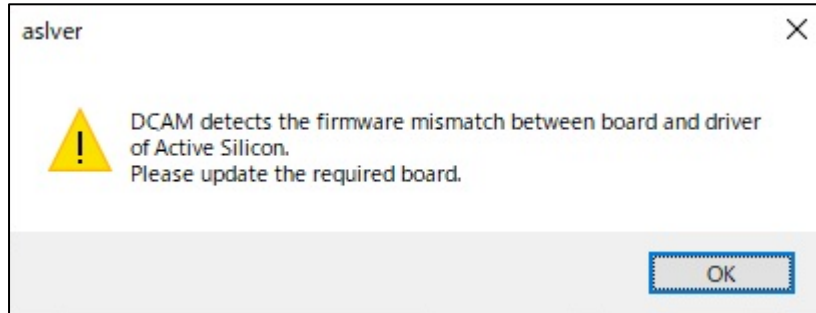 aslver
DCAM detects the firmware mismatch between board and driver
of Active Silicon.
Please update the required board.
OK